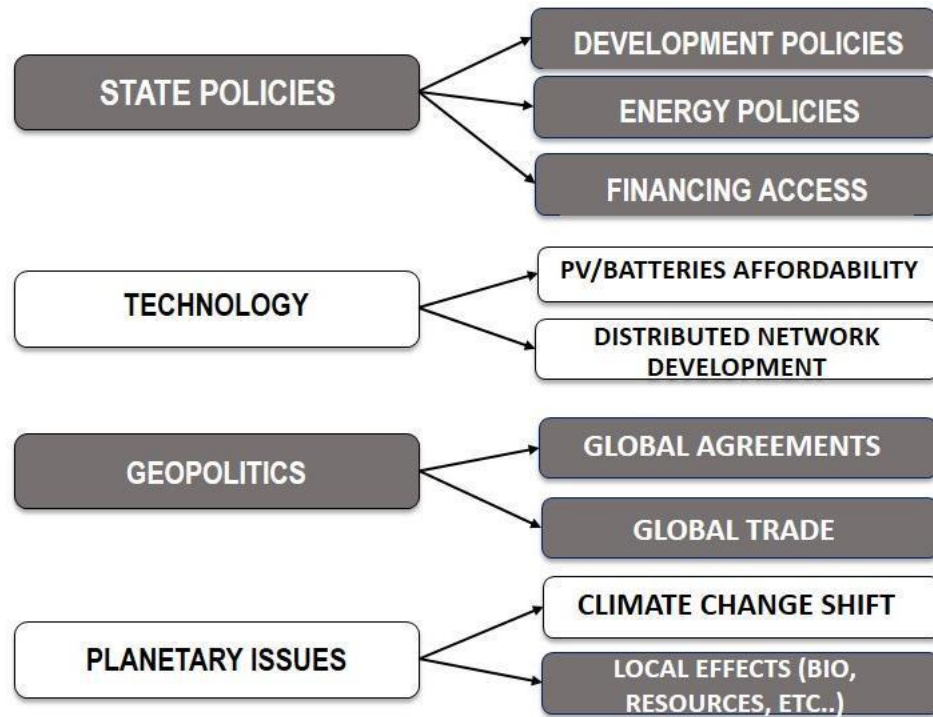 STATE POLICIES
DEVELOPMENT POLICIES
ENERGY POLICIES
FINANCING ACCESS
TECHNOLOGY
PV/BATTERIES AFFORDABILITY
DISTRIBUTED NETWORK
DEVELOPMENT
GEOPOLITICS
GLOBAL AGREEMENTS
GLOBAL TRADE
PLANETARY ISSUES
CLIMATE CHANGE SHIFT
LOCAL EFFECTS (BIO,
RESOURCES, ETC..)